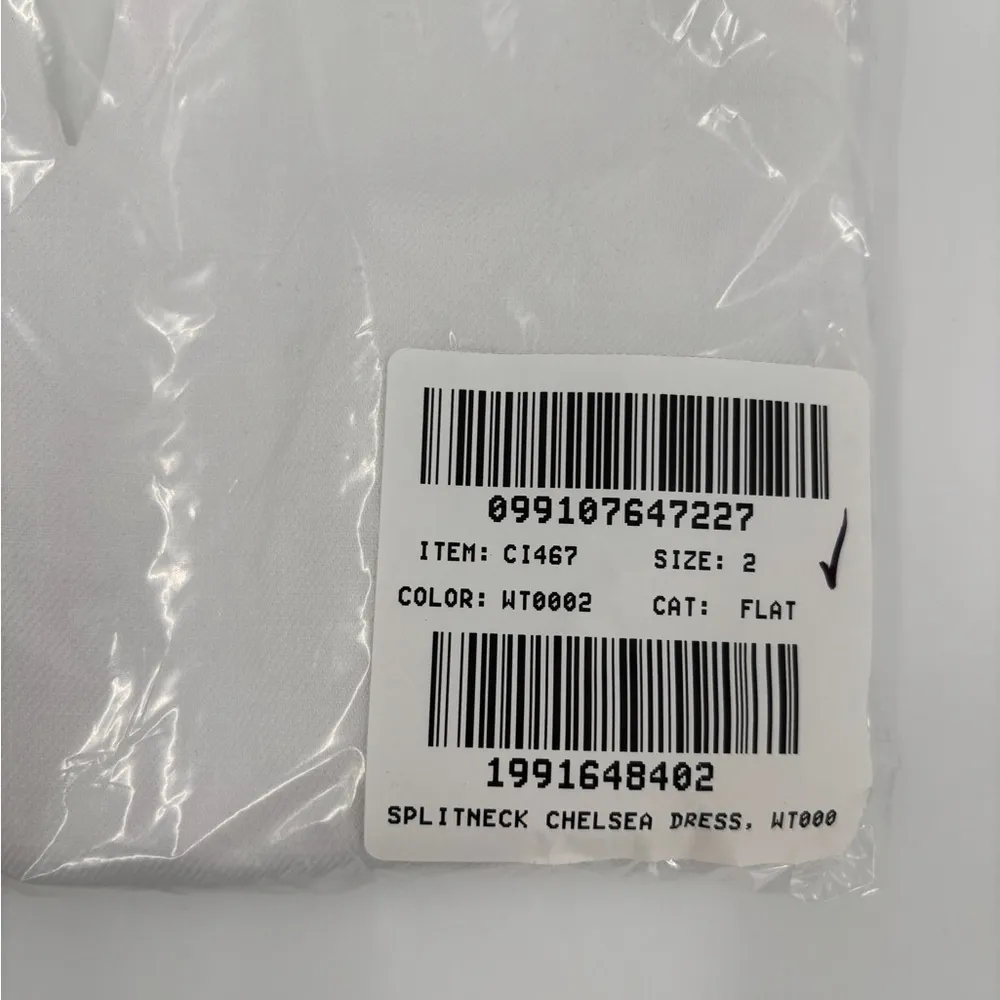 099107647227
ITEM: CI467 SIZE: 2
COLOR: WT0002 CAT: FLAT
1991648402
SPLITNECK CHELSEA DRESS, WT000